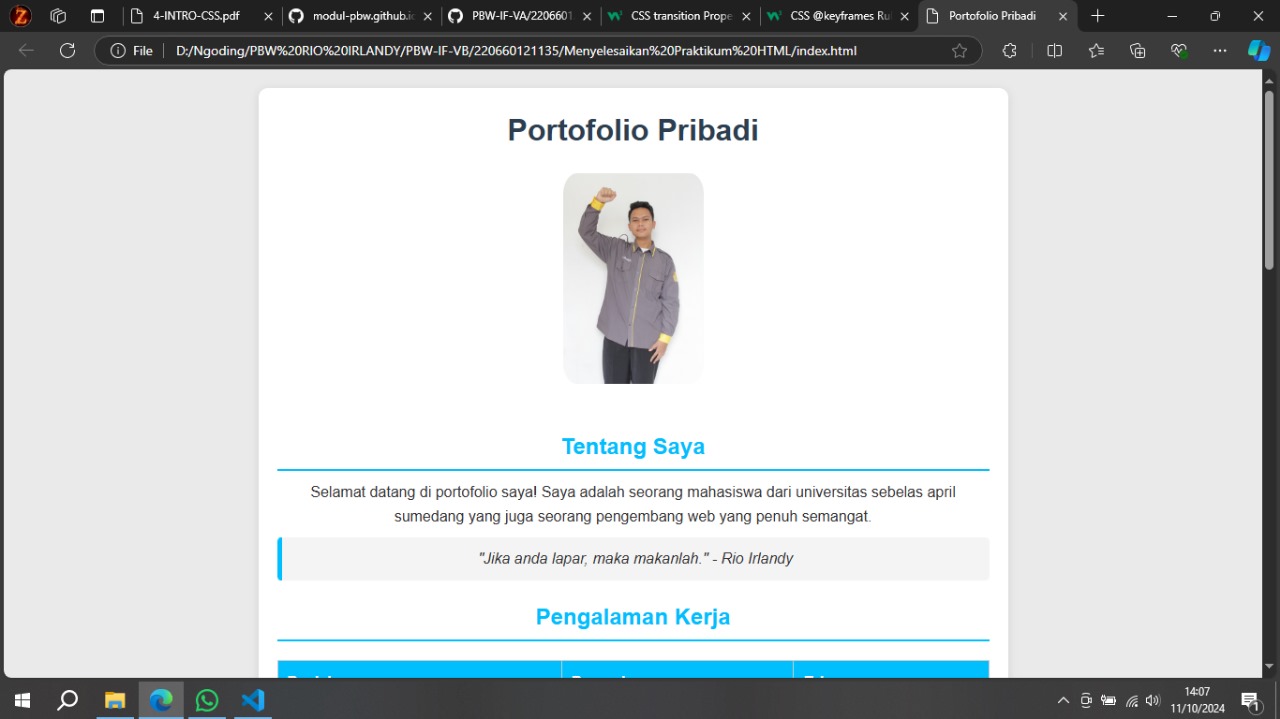 4-INTRO-CSS.pdf
modul-pbw.github.io
PBW-IF-VA/2206601
CSS transition Prope
CSS @keyframes Ru
Portofolio Pribadi
File
D:/Ngoding/PBW%20RIO%20IRLANDY/PBW-IF-VB/220660121135/Menyelesaikan%20Praktikum%20HTML/index.html
Portofolio Pribadi
Tentang Saya
Selamat datang di portofolio saya! Saya adalah seorang mahasiswa dari universitas sebelas april
sumedang yang juga seorang pengembang web yang penuh semangat.
"Jika anda lapar, maka makanlah." - Rio Irlandy
Pengalaman Kerja
14:07
11/10/2024
1